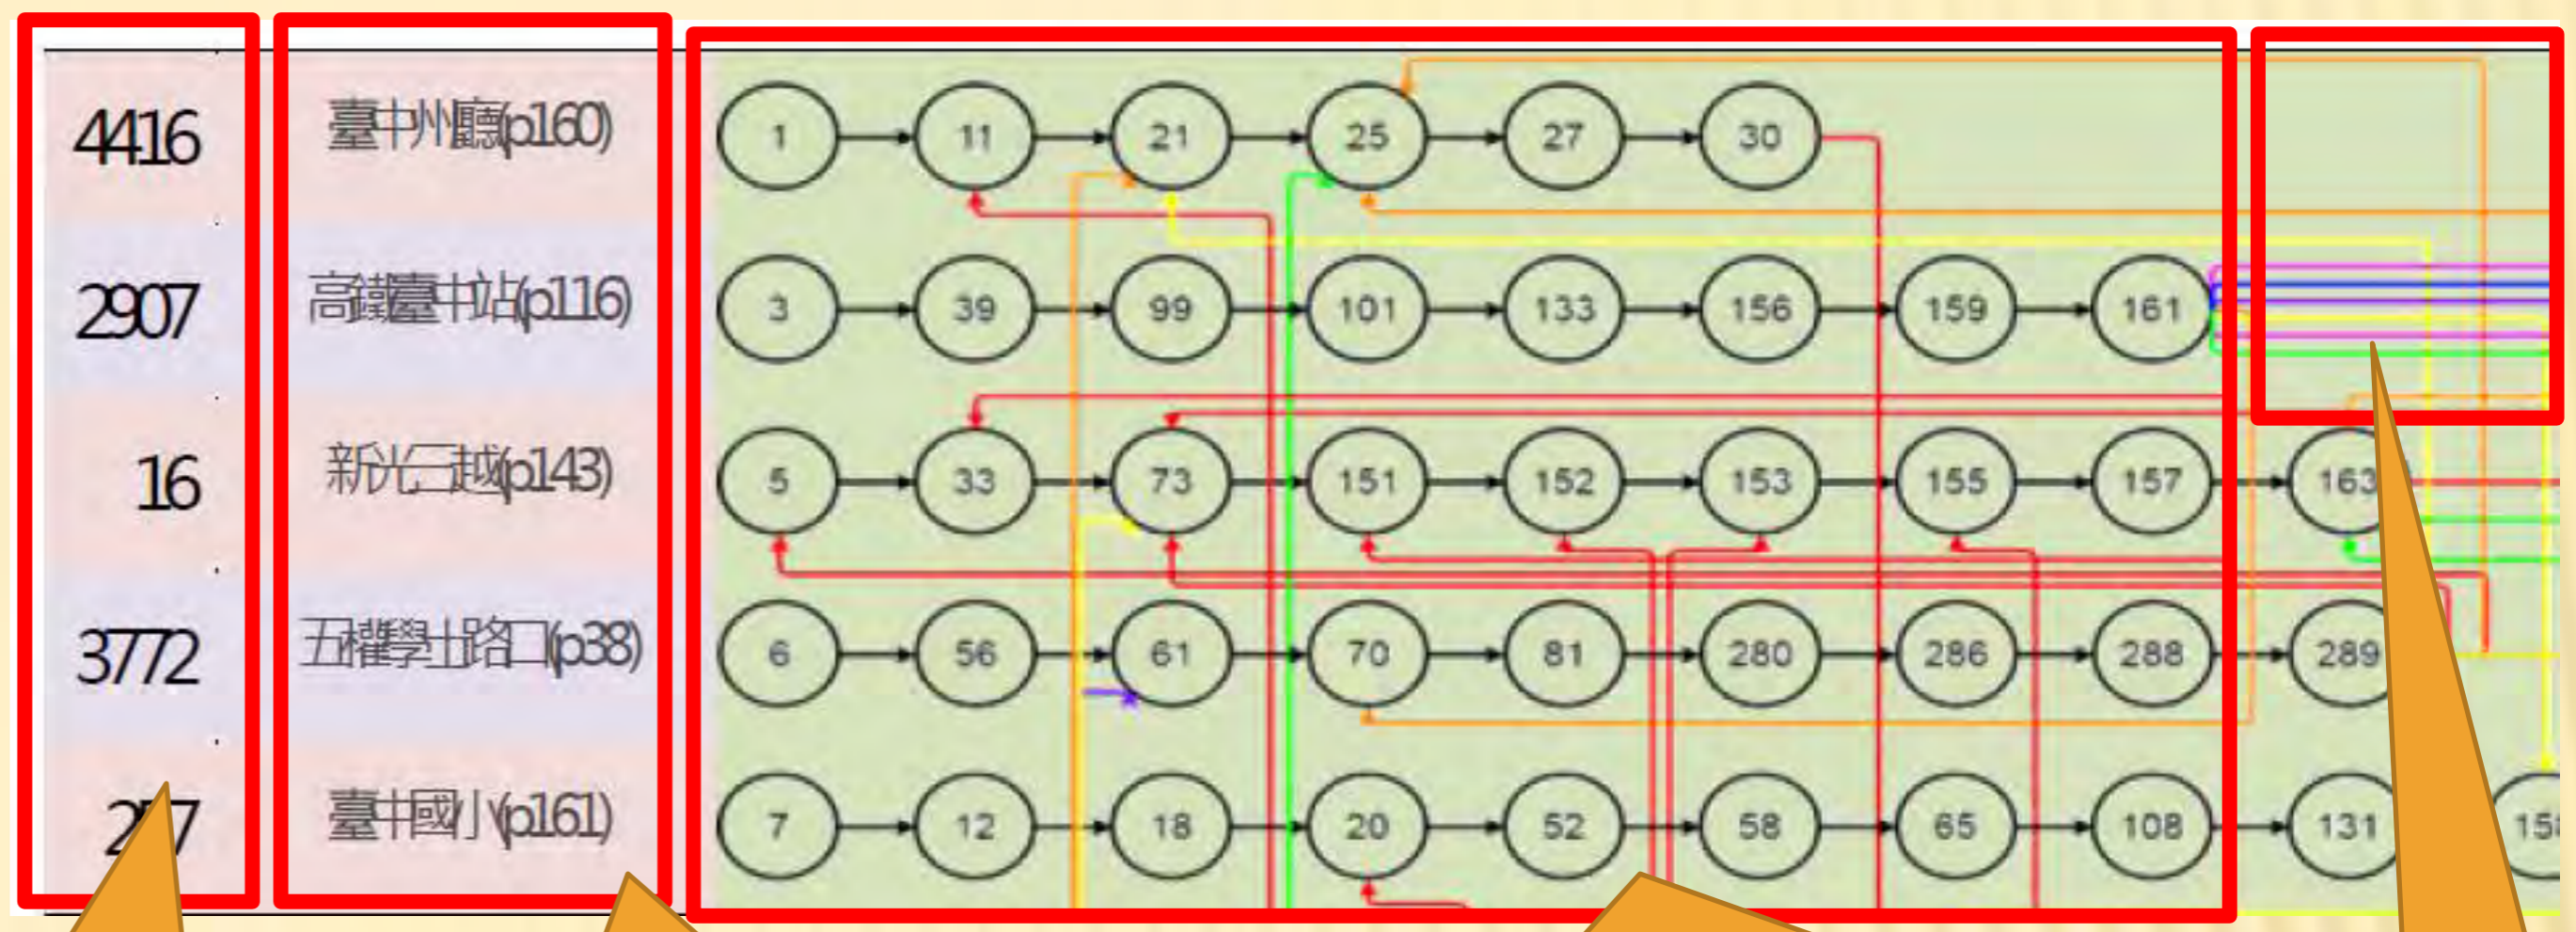 4416 臺中州廳(p160) 1 11 21 25 27 30
2907 高鐵臺中站(p116) 3 39 99 101 133 156 159 161
16 新光三越(p143) 5 33 73 151 152 153 155 157 163
3772 五權學士路口(p38) 6 56 61 70 81 280 286 288 289
臺中國小(p161) 7 12 18 20 52 58 65 108 131